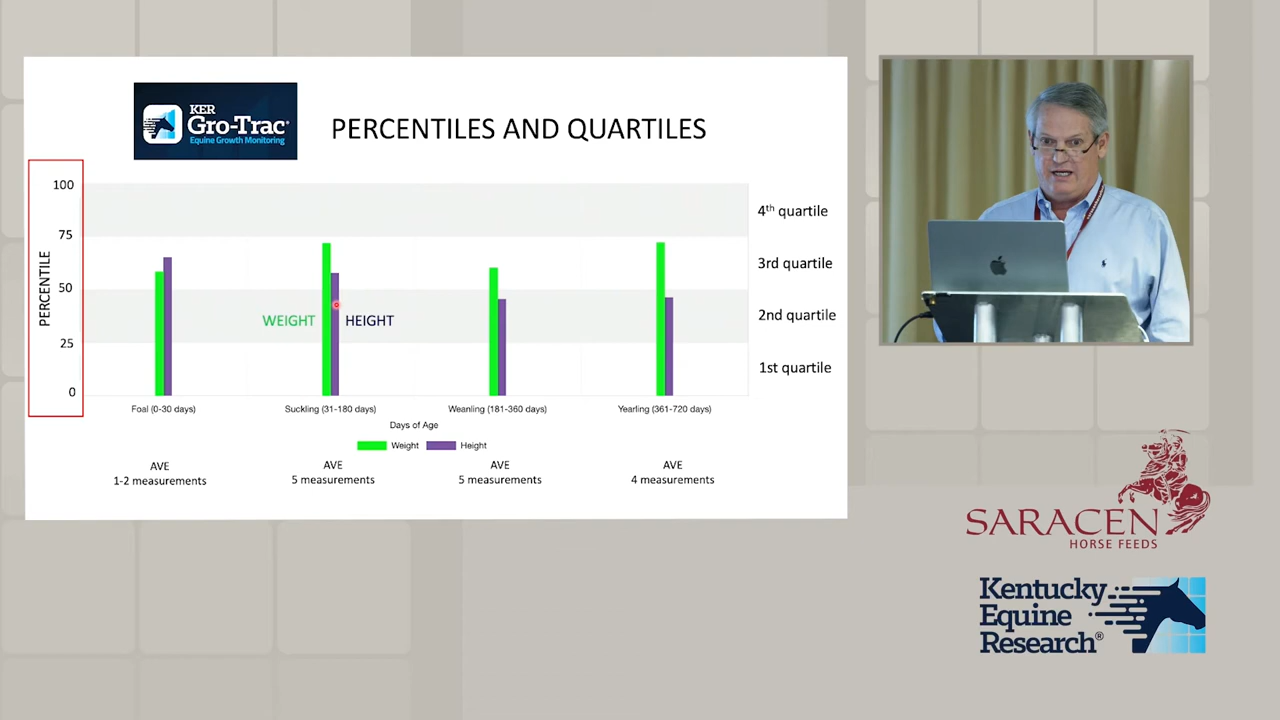 KER
Gro-Trac®
Equine Growth Monitoring
PERCENTILES AND QUARTILES
PERCENTILE
100
75
50
25
0
4th quartile
3rd quartile
2nd quartile
1st quartile
WEIGHT
HEIGHT
Foal (0-30 days)
Suckling (31-180 days)
Weanling (181-360 days)
Yearling (361-720 days)
Days of Age
Weight
Height
AVE
1-2 measurements
AVE
5 measurements
AVE
5 measurements
AVE
4 measurements
SARACEN
HORSE FEEDS
Kentucky
Equine
Research®